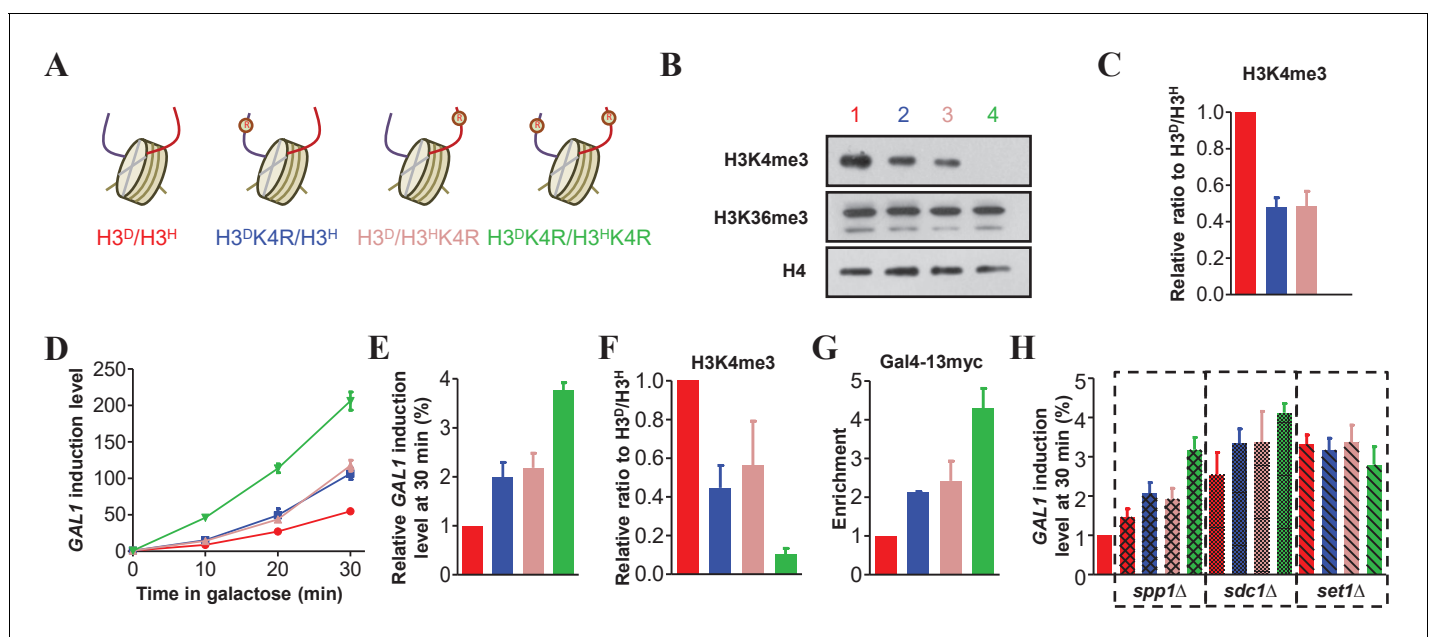 A
R
R
R
R
H3ᴰ/H3ᴴ
H3ᴰK4R/H3ᴴ
H3ᴰ/H3ᴴK4R
H3ᴰK4R/H3ᴴK4R
B
1 2 3 4
H3K4me3
H3K36me3
H4
C
H3K4me3
Relative ratio to H3ᴰ/H3ᴴ
1.0
0.8
0.6
0.4
0.2
0.0
D
GAL1 induction level
250
200
150
100
50
0
0 10 20 30
Time in galactose (min)
E
Relative GAL1 induction
level at 30 min (%)
4
3
2
1
0
F
H3K4me3
Relative ratio to H3ᴰ/H3ᴴ
1.0
0.8
0.6
0.4
0.2
0.0
G
Gal4-13myc
Enrichment
5
4
3
2
1
0
H
GAL1 induction
level at 30 min (%)
5
4
3
2
1
0
spp1Δ sdc1Δ set1Δ